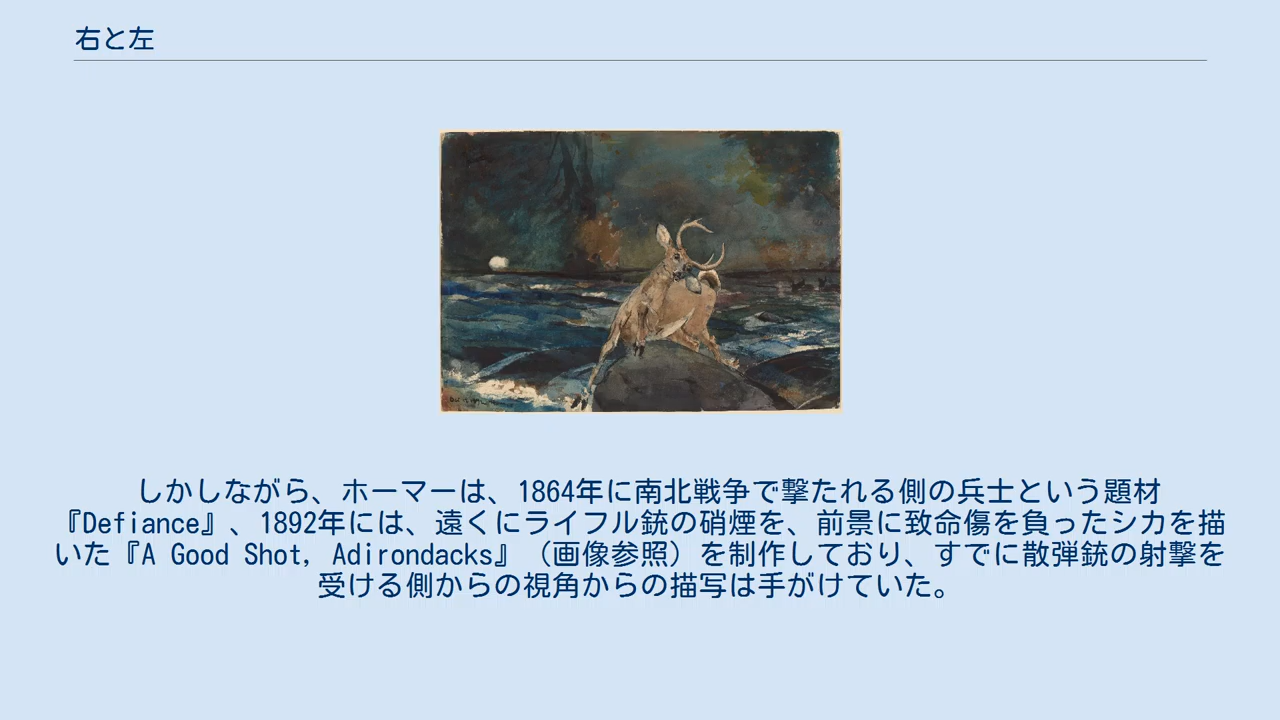 右と左
しかしながら、ホーマーは、1864年に南北戦争で撃たれる側の兵士という題材
『Defiance』、1892年には、遠くにライフル銃の硝煙を、前景に致命傷を負ったシカを描
いた『A Good Shot, Adirondacks』（画像参照）を制作しており、すでに散弾銃の射撃を
受ける側からの視角からの描写は手がけていた。